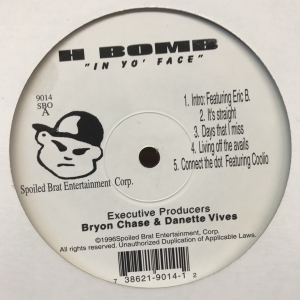 H BOMB
"IN YO' FACE"
9014
SBO
A
1. Intro: Featuring Eric B.
2. It's straight
3. Days that I miss
4. Living off the avails
5. Connect the dot. Featuring Coolio
Spoiled Brat Entertainment Corp.
Executive Producers
Bryon Chase & Danette Vives
©1996Spoiled Brat Entertainment, Corp.
All rights reserved. Unauthorized Duplication of Applicable Laws.
7 38621-9014-1 2